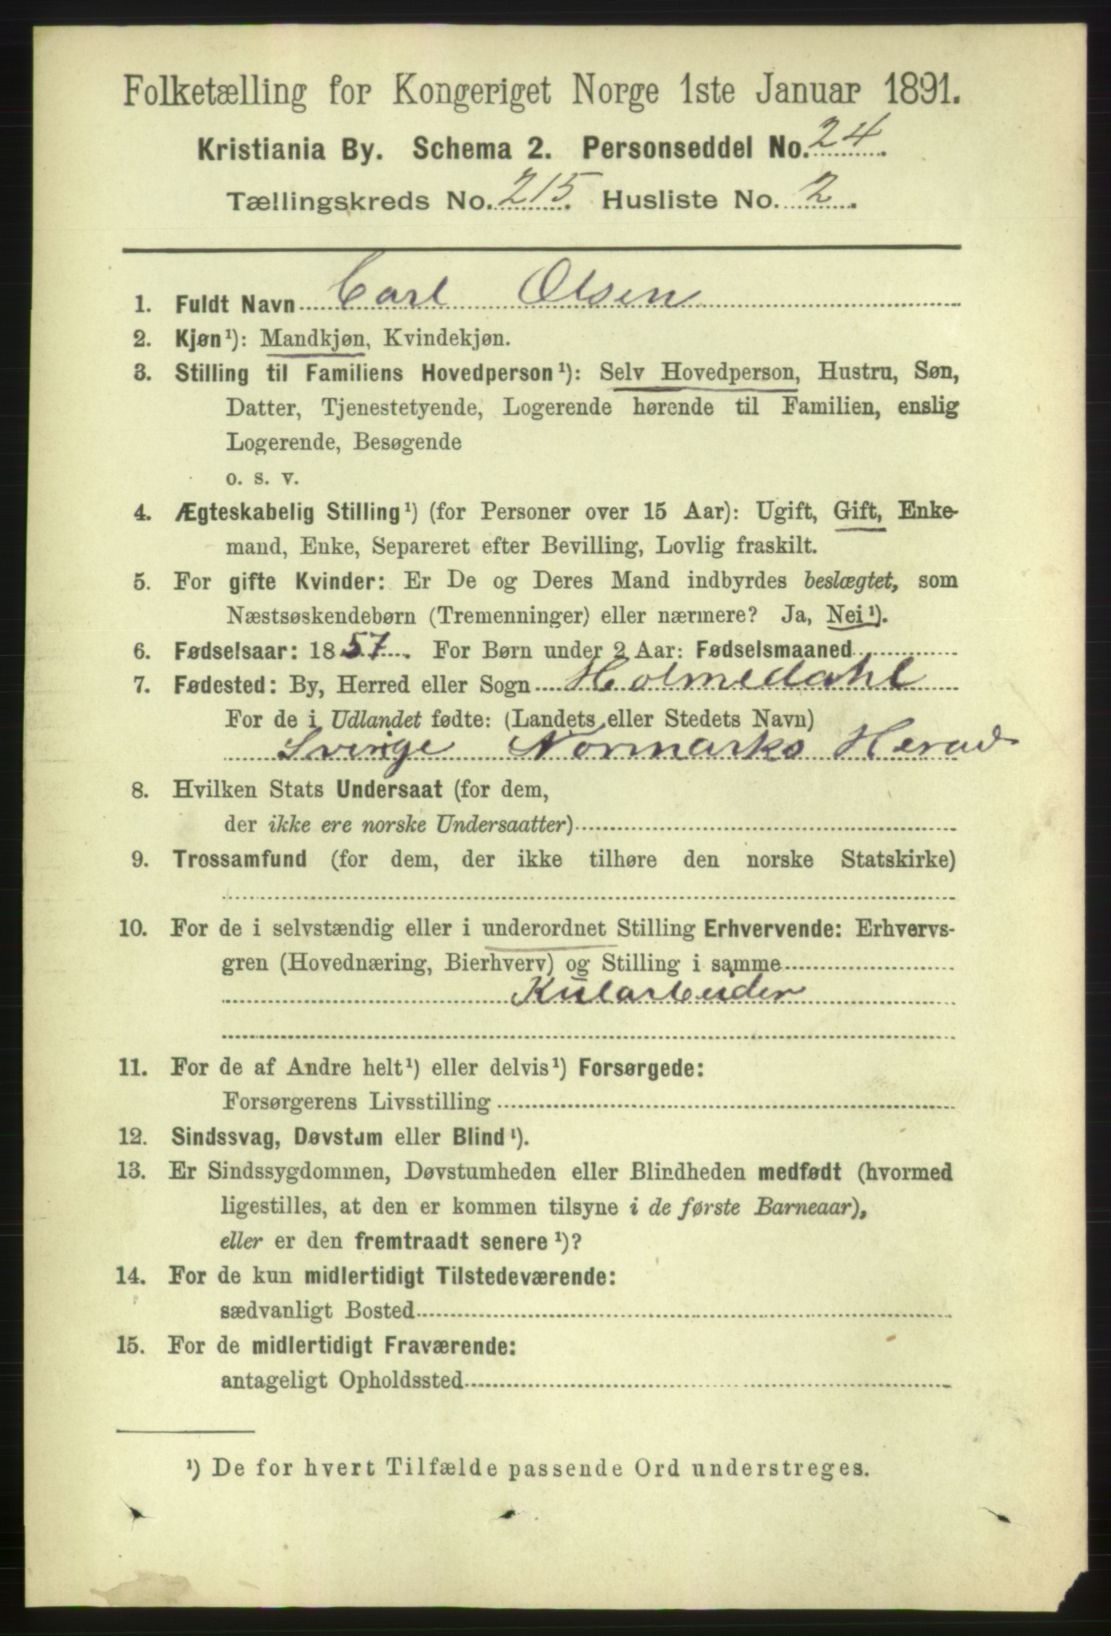 Folketælling for Kongeriget Norge 1ste Januar 1891.
Kristiania By. Schema 2. Personseddel No. 24.
Tællingskreds No. 215. Husliste No. 2.
1. Fuldt Navn Carl Olsen
2. Kjøn¹): Mandkjøn, Kvindekjøn.
3. Stilling til Familiens Hovedperson¹): Selv Hovedperson, Hustru, Søn,
Datter, Tjenestetyende, Logerende hørende til Familien, enslig
Logerende, Besøgende
o. s. v.
4. Ægteskabelig Stilling¹) (for Personer over 15 Aar): Ugift, Gift, Enke-
mand, Enke, Separeret efter Bevilling, Lovlig fraskilt.
5. For gifte Kvinder: Er De og Deres Mand indbyrdes beslægtet, som
Næstsøskendebørn (Tremenninger) eller nærmere? Ja, Nei¹).
6. Fødselsaar: 1857. For Børn under 2 Aar: Fødselsmaaned
7. Fødested: By, Herred eller Sogn Holmedahl
For de i Udlandet fødte: (Landets eller Stedets Navn)
Sverige Normarks Herad
8. Hvilken Stats Undersaat (for dem,
der ikke ere norske Undersaatter)
9. Trossamfund (for dem, der ikke tilhøre den norske Statskirke)
10. For de i selvstændig eller i underordnet Stilling Erhvervende: Erhvervs-
gren (Hovednæring, Bierhverv) og Stilling i samme
Kularbeider
11. For de af Andre helt¹) eller delvis¹) Forsørgede:
Forsørgerens Livsstilling
12. Sindssvag, Døvstum eller Blind¹).
13. Er Sindssygdommen, Døvstumheden eller Blindheden medfødt (hvormed
ligestilles, at den er kommen tilsyne i de første Barneaar),
eller er den fremtraadt senere¹)?
14. For de kun midlertidigt Tilstedeværende:
sædvanligt Bosted
15. For de midlertidigt Fraværende:
antageligt Opholdssted
¹) De for hvert Tilfælde passende Ord understreges.